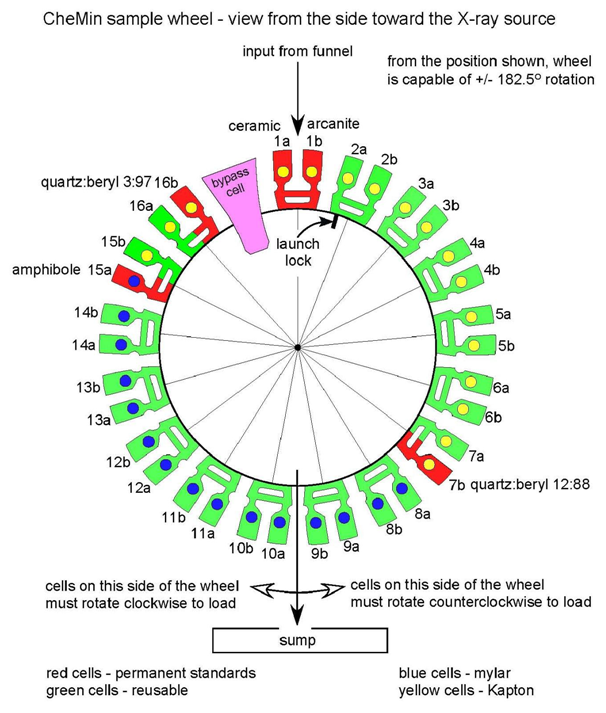 CheMin sample wheel - view from the side toward the X-ray source
input from funnel
from the position shown, wheel
is capable of +/- 182.5º rotation
ceramic
arcanite
1a
1b
2a
2b
3a
3b
4a
4b
5a
5b
6a
6b
7a
7b quartz:beryl 12:88
8a
8b
9a
9b
10a
10b
11a
11b
12a
12b
13a
13b
14a
14b
amphibole 15a
15b
16a
quartz:beryl 3:97 16b
bypass
cell
launch
lock
cells on this side of the wheel
must rotate clockwise to load
cells on this side of the wheel
must rotate counterclockwise to load
sump
red cells - permanent standards
green cells - reusable
blue cells - mylar
yellow cells - Kapton